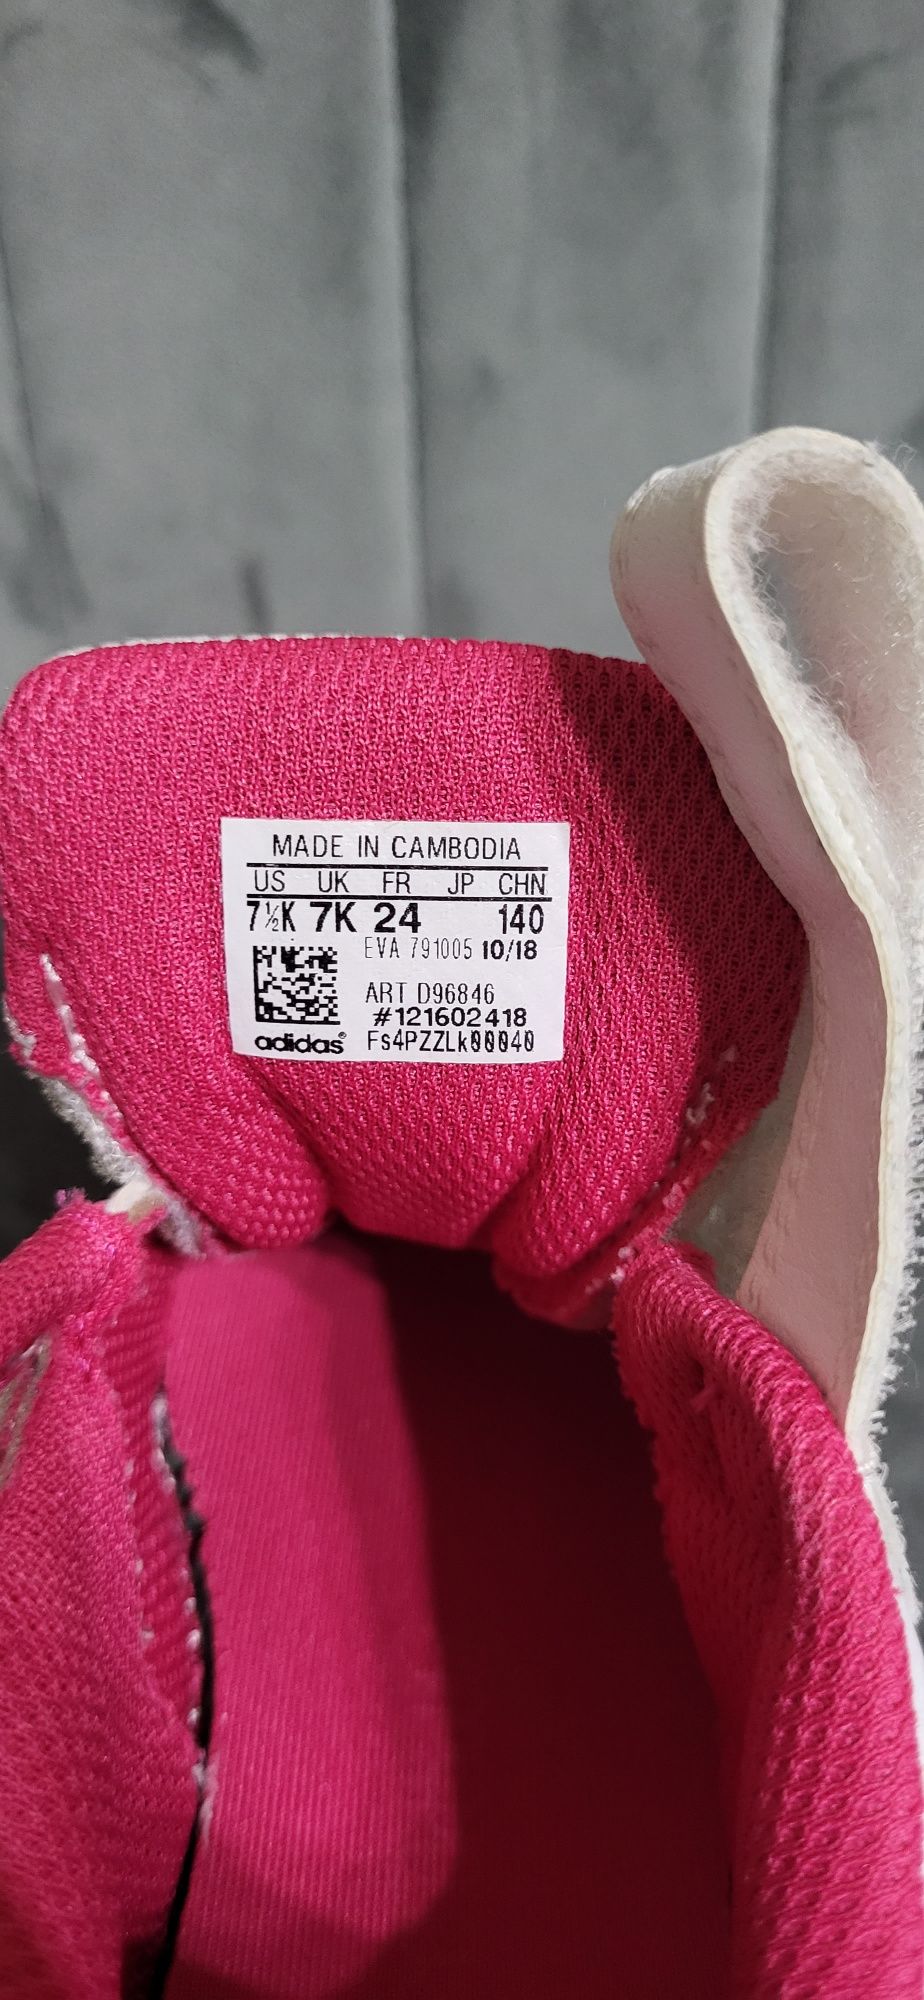 MADE IN CAMBODIA
US UK FR JP CHN
7½K 7K 24 140
EVA 791005 10/18
ART D96846
#121602418
adidas® Fs4PZZLk00040